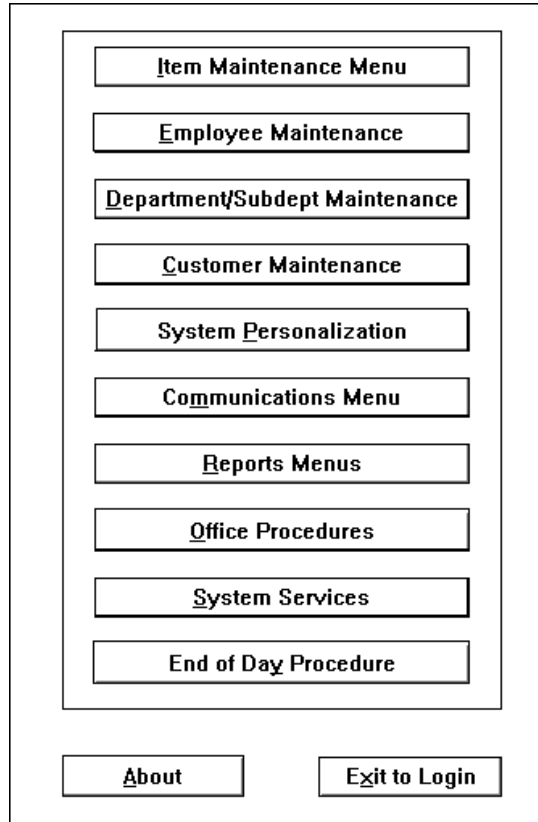 Item Maintenance Menu
Employee Maintenance
Department/Subdept Maintenance
Customer Maintenance
System Personalization
Communications Menu
Reports Menus
Office Procedures
System Services
End of Day Procedure
About Exit to Login